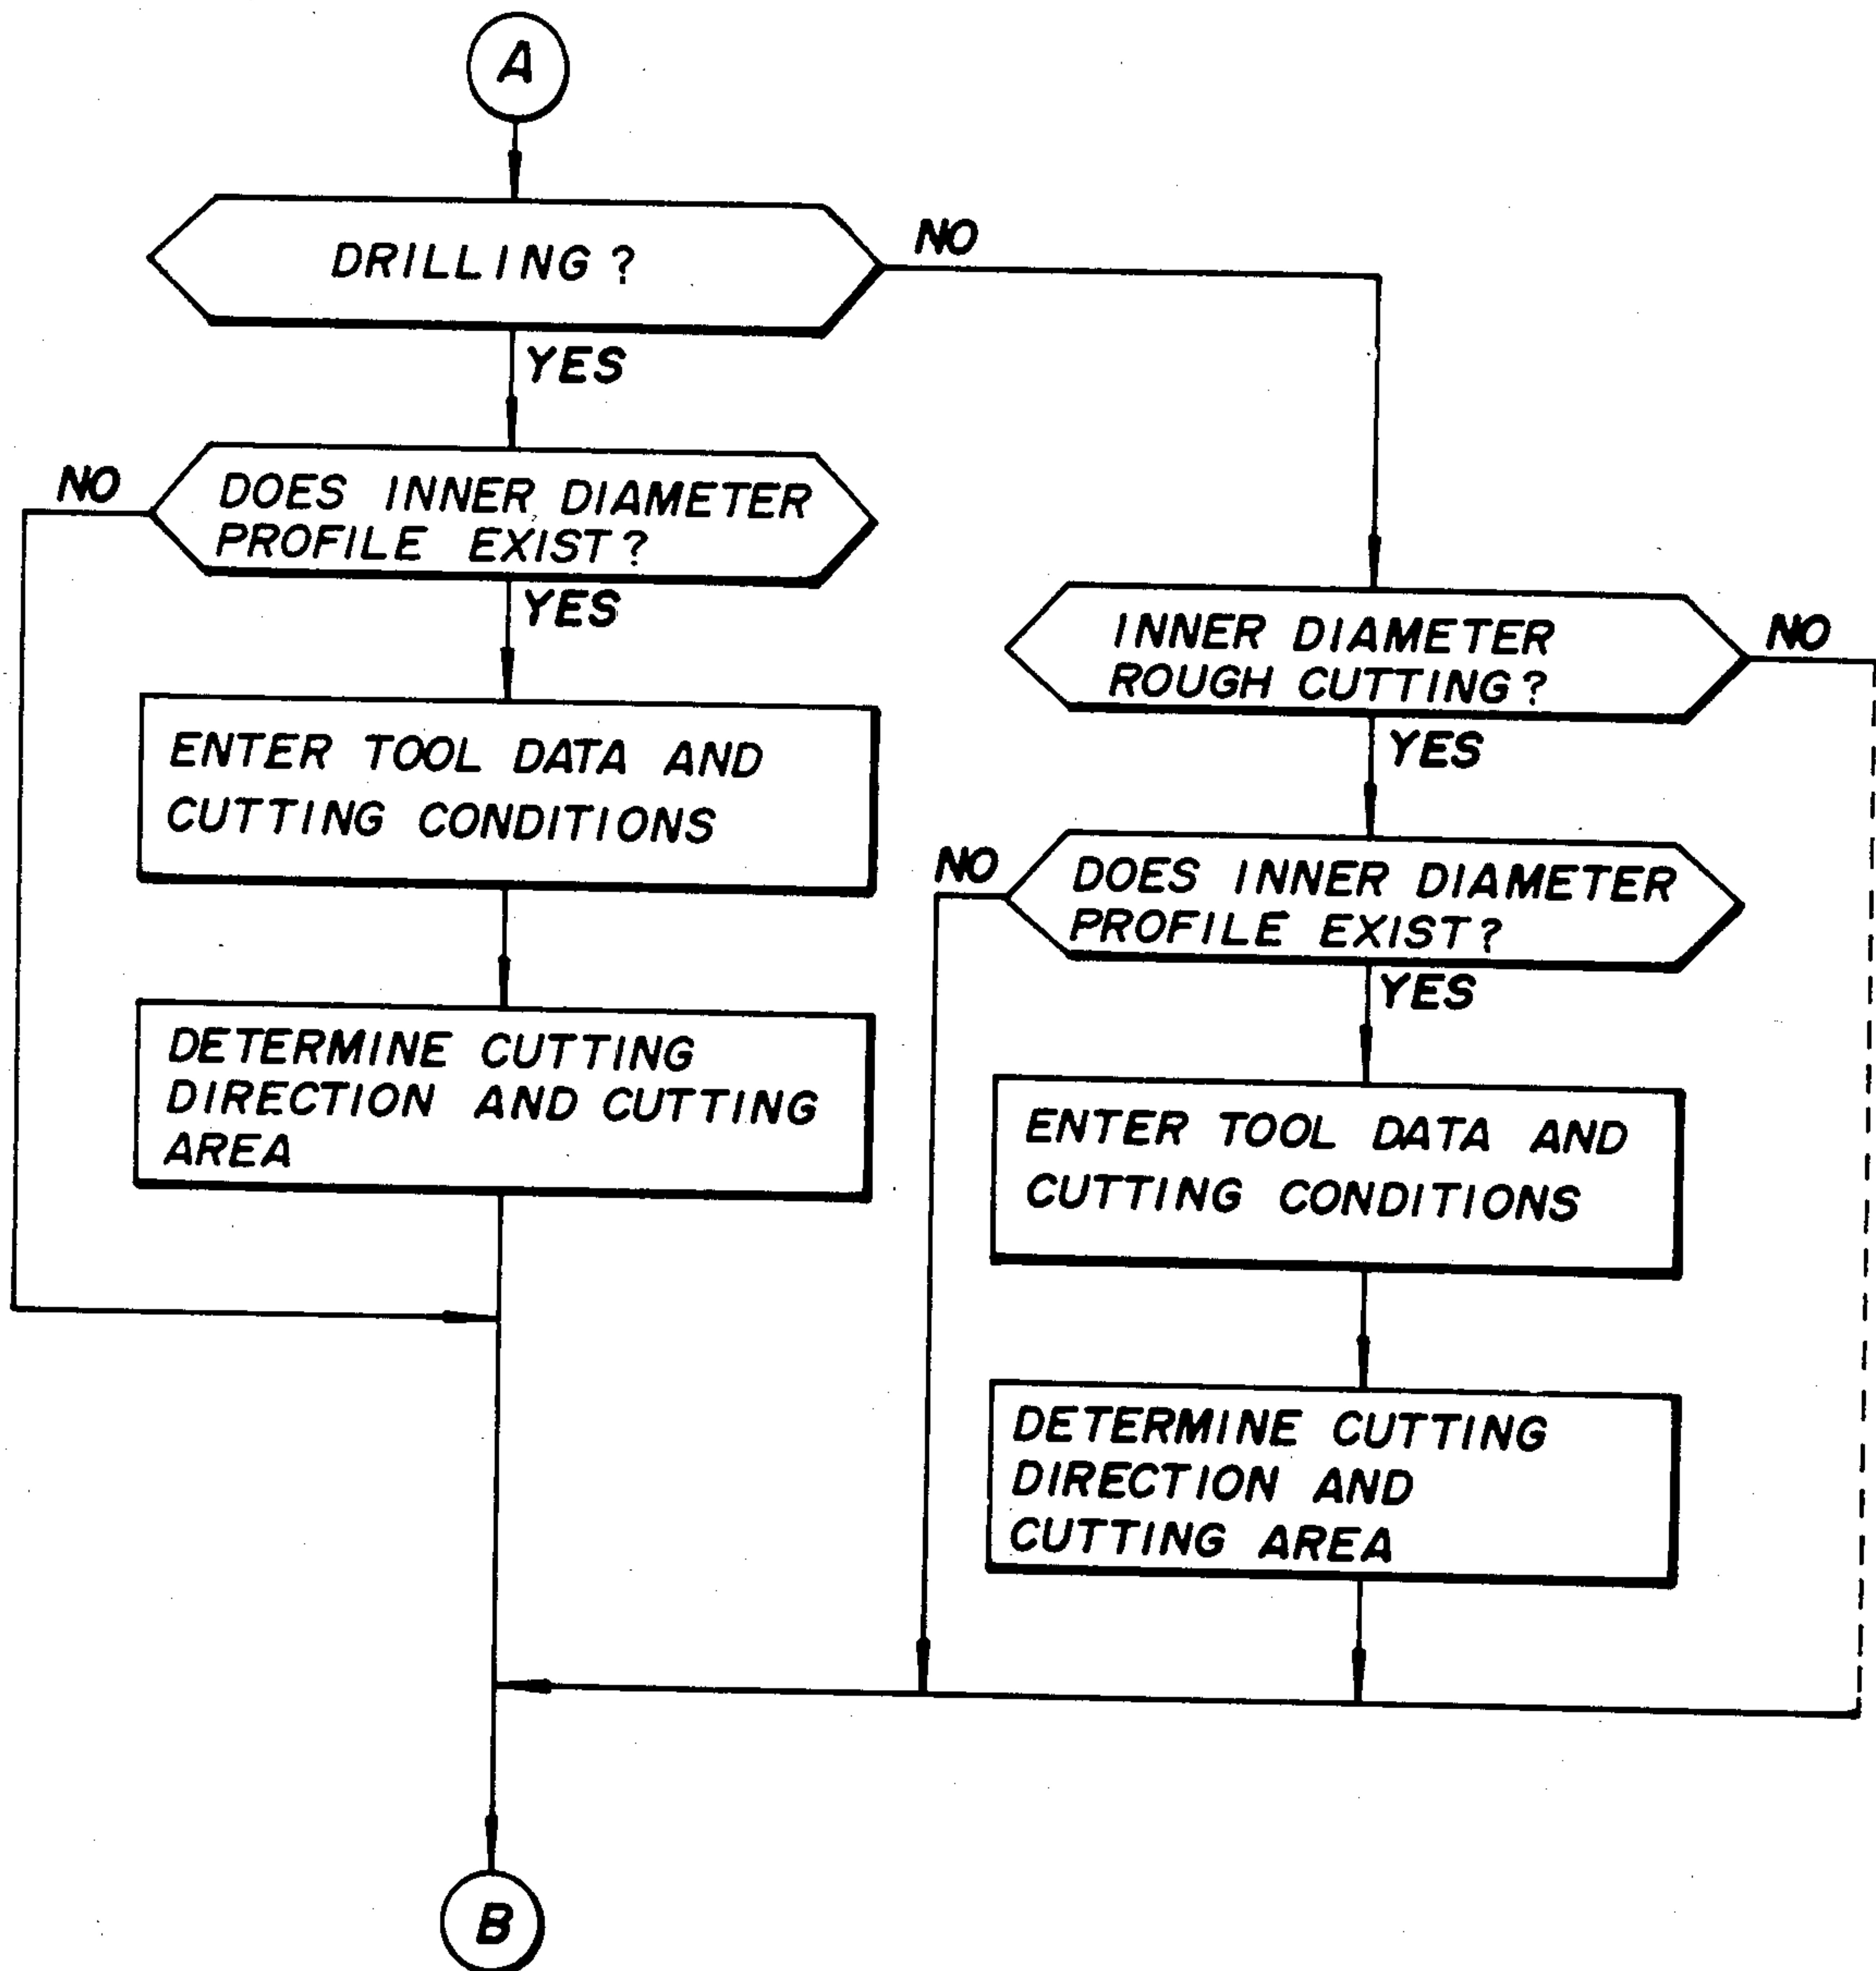 A
DRILLING?
NO
YES
NO
DOES INNER DIAMETER
PROFILE EXIST?
YES
ENTER TOOL DATA AND
CUTTING CONDITIONS
DETERMINE CUTTING
DIRECTION AND CUTTING
AREA
INNER DIAMETER
ROUGH CUTTING?
NO
YES
NO
DOES INNER DIAMETER
PROFILE EXIST?
YES
ENTER TOOL DATA AND
CUTTING CONDITIONS
DETERMINE CUTTING
DIRECTION AND
CUTTING AREA
B